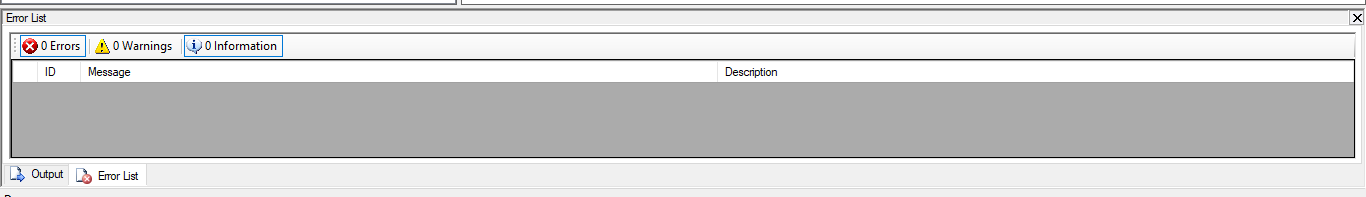 Error List
0 Errors 0 Warnings 0 Information
ID Message Description
Output Error List